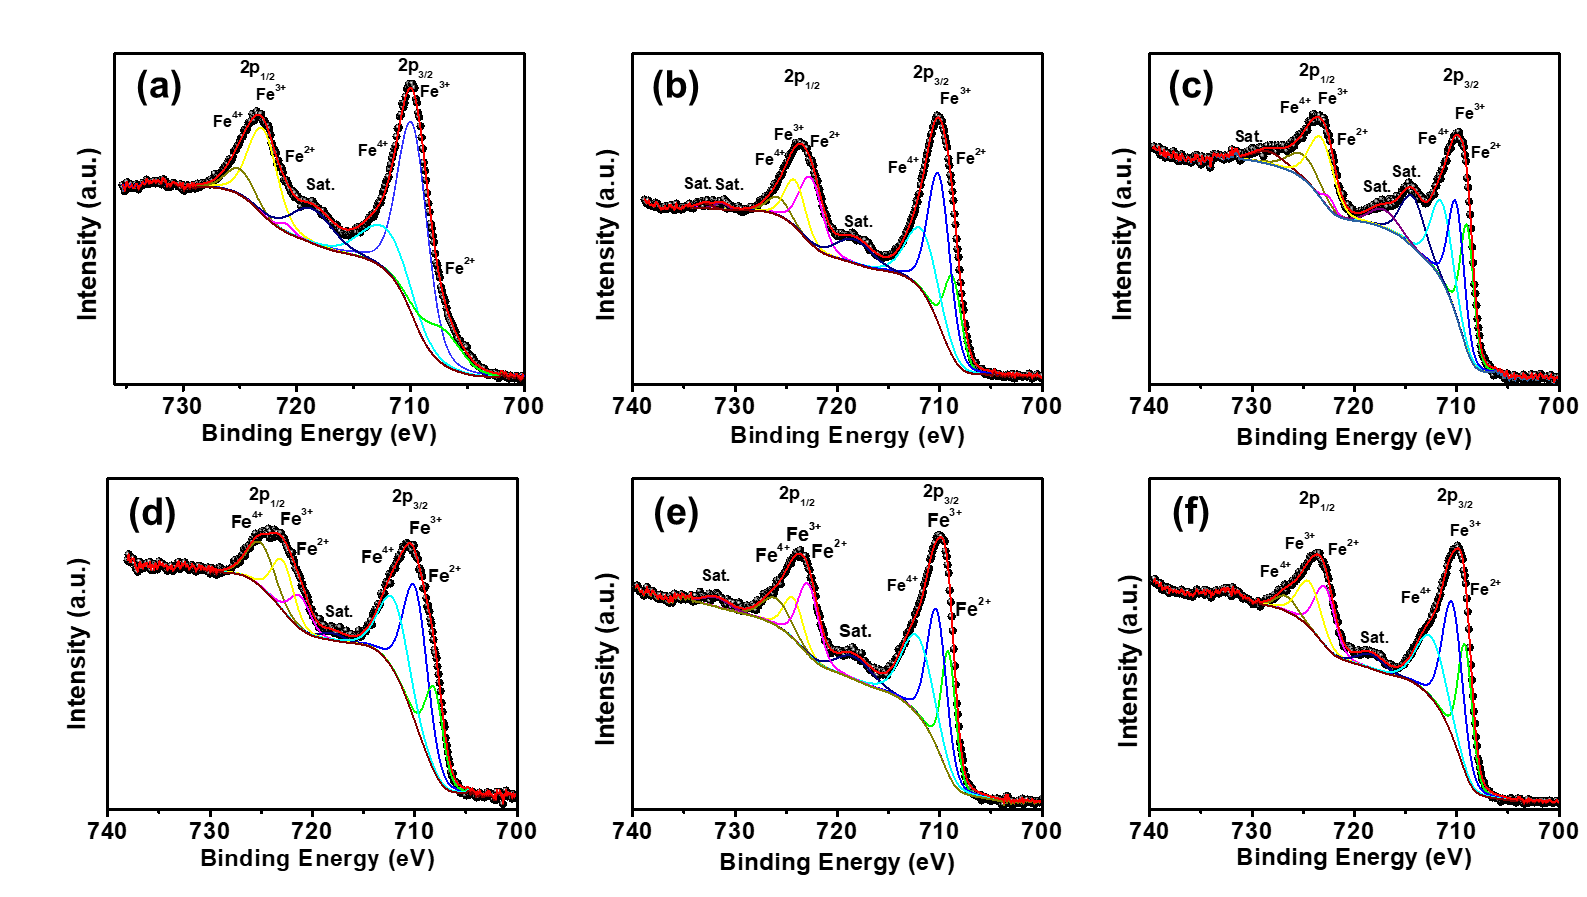 (a)
2p1/2
Fe3+
Fe4+
Fe2+
Sat.
2p3/2
Fe3+
Fe4+
Fe2+
Intensity (a.u.)
730 720 710 700
Binding Energy (eV)
(b)
2p1/2
Fe3+
Fe2+
Fe4+
Sat. Sat.
Sat.
2p3/2
Fe3+
Fe4+
Fe2+
Intensity (a.u.)
740 730 720 710 700
Binding Energy (eV)
(c)
2p1/2
Fe4+
Fe3+
Sat.
Fe2+
Sat.
Sat.
2p3/2
Fe3+
Fe4+
Fe2+
Intensity (a.u.)
740 730 720 710 700
Binding Energy (eV)
(d)
2p1/2
Fe4+
Fe3+
Fe2+
Sat.
2p3/2
Fe3+
Fe4+
Fe2+
Intensity (a.u.)
740 730 720 710 700
Binding Energy (eV)
(e)
2p1/2
Fe3+
Fe4+
Fe2+
Sat.
Sat.
2p3/2
Fe3+
Fe4+
Fe2+
Intensity (a.u.)
740 730 720 710 700
Binding Energy (eV)
(f)
2p1/2
Fe3+
Fe2+
Fe4+
Sat.
2p3/2
Fe3+
Fe4+
Fe2+
Intensity (a.u.)
740 730 720 710 700
Binding Energy (eV)